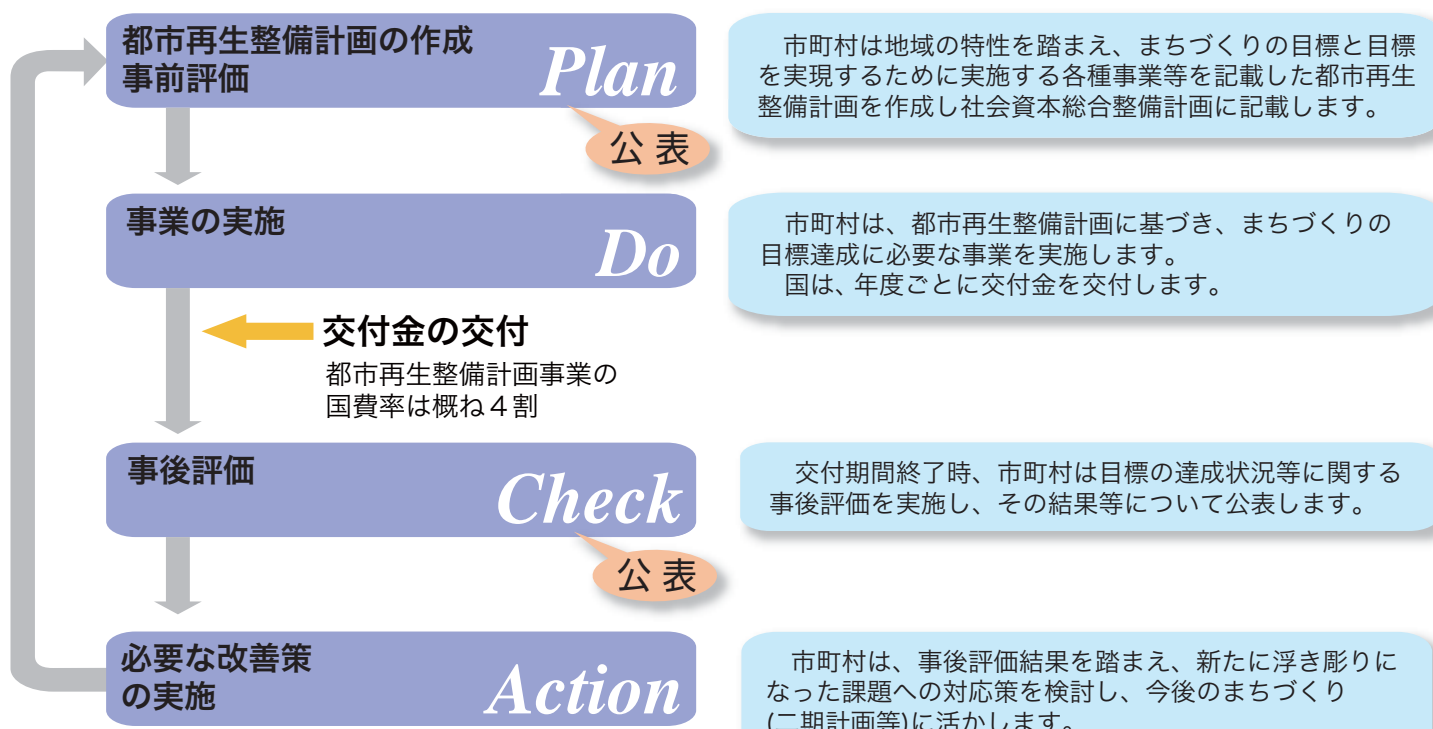 都市再生整備計画の作成
事前評価
Plan
公表
市町村は地域の特性を踏まえ、まちづくりの目標と目標
を実現するために実施する各種事業等を記載した都市再生
整備計画を作成し社会資本総合整備計画に記載します。
事業の実施
Do
市町村は、都市再生整備計画に基づき、まちづくりの
目標達成に必要な事業を実施します。
国は、年度ごとに交付金を交付します。
交付金の交付
都市再生整備計画事業の
国費率は概ね４割
事後評価
Check
公表
交付期間終了時、市町村は目標の達成状況等に関する
事後評価を実施し、その結果等について公表します。
必要な改善策
の実施
Action
市町村は、事後評価結果を踏まえ、新たに浮き彫りに
なった課題への対応策を検討し、今後のまちづくり
(二期計画等)に活かします。